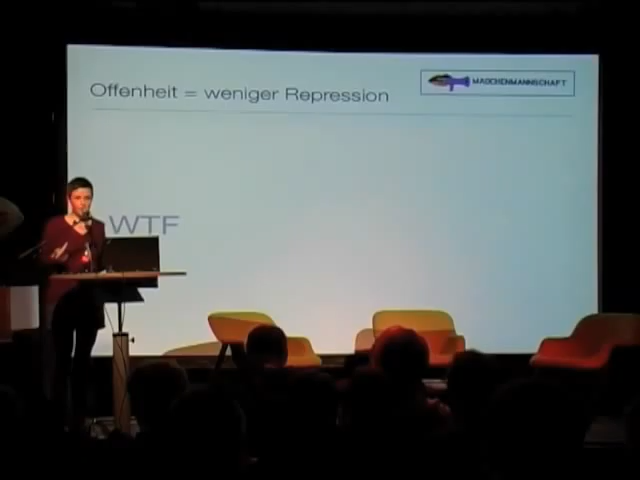 Offenheit = weniger Repression
MÄDCHENMANNSCHAFT
WTF